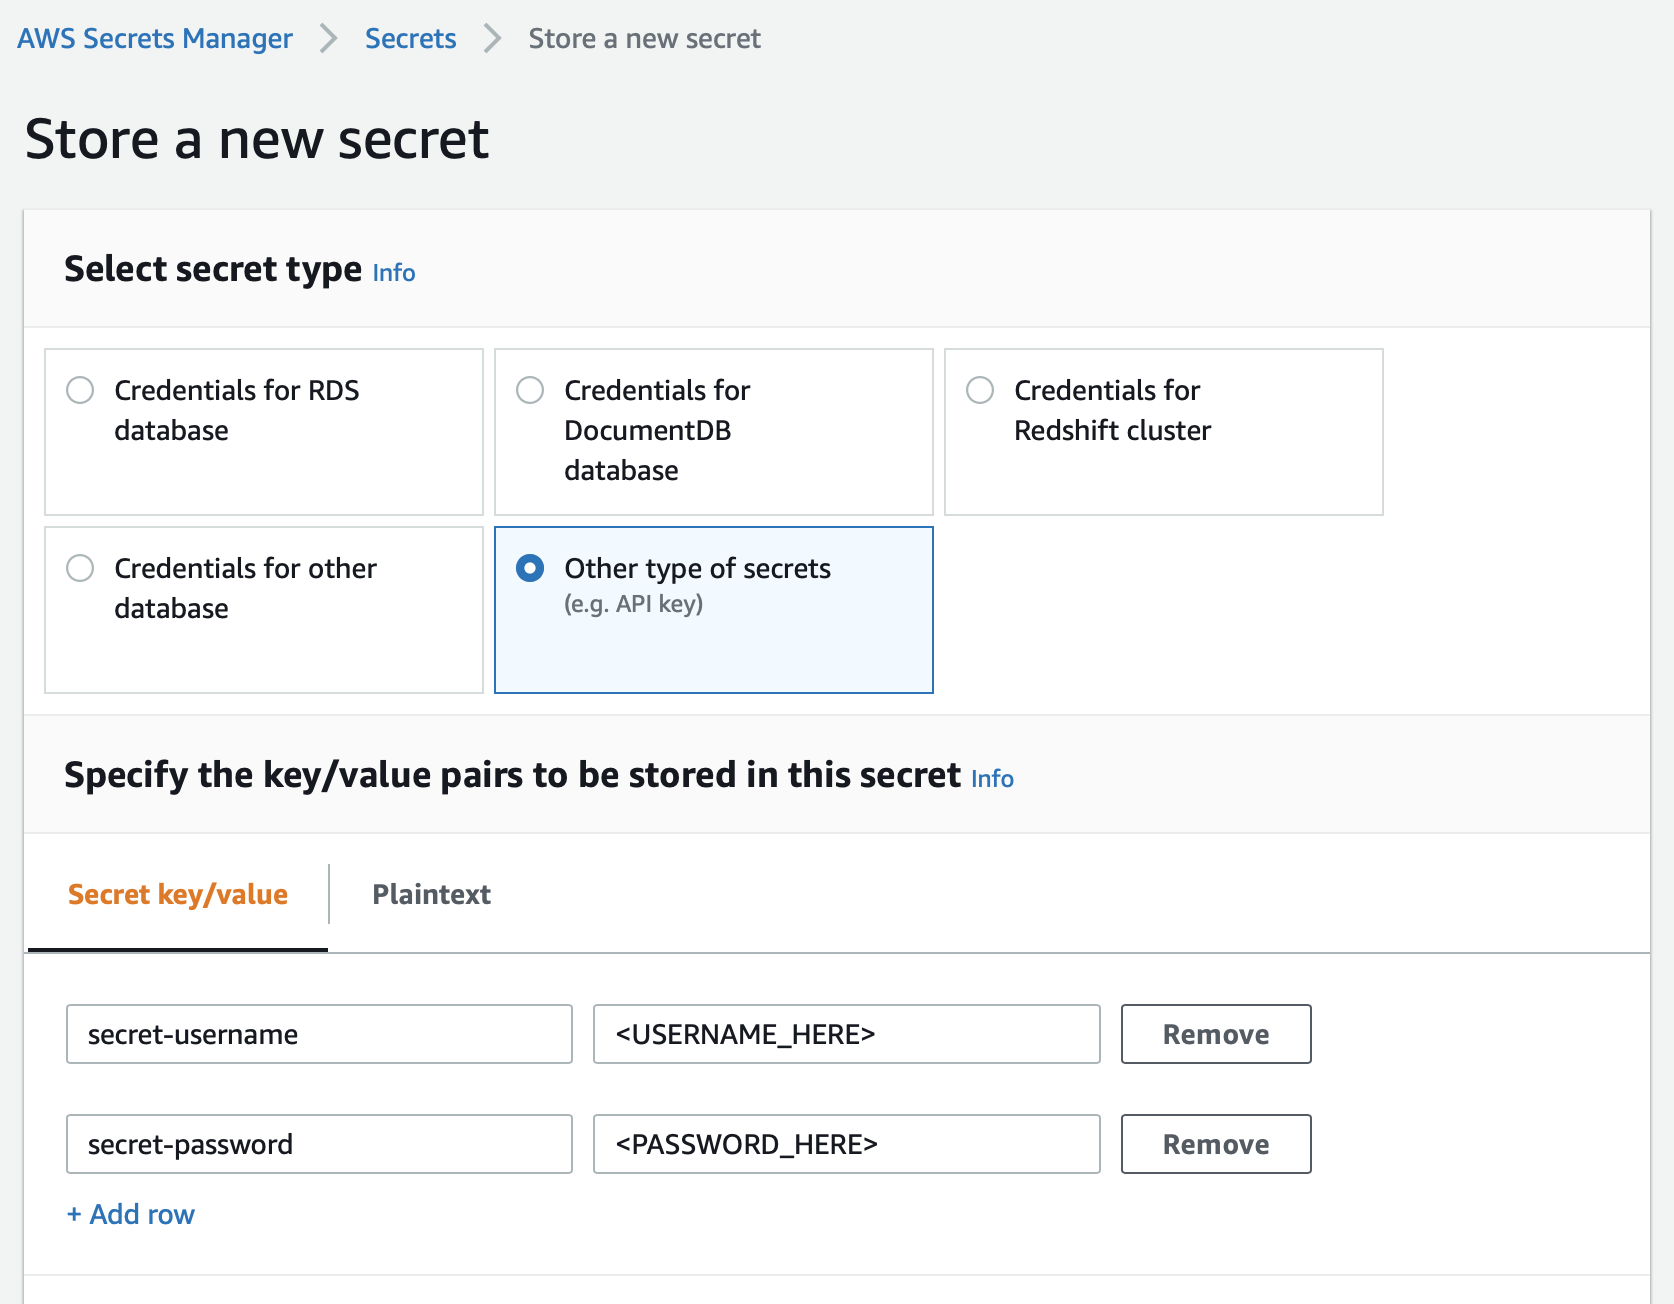 AWS Secrets Manager > Secrets > Store a new secret
Store a new secret
Select secret type Info
Credentials for RDS
database
Credentials for
DocumentDB
database
Credentials for
Redshift cluster
Credentials for other
database
Other type of secrets
(e.g. API key)
Specify the key/value pairs to be stored in this secret Info
Secret key/value
Plaintext
secret-username
<USERNAME_HERE>
Remove
secret-password
<PASSWORD_HERE>
Remove
+ Add row